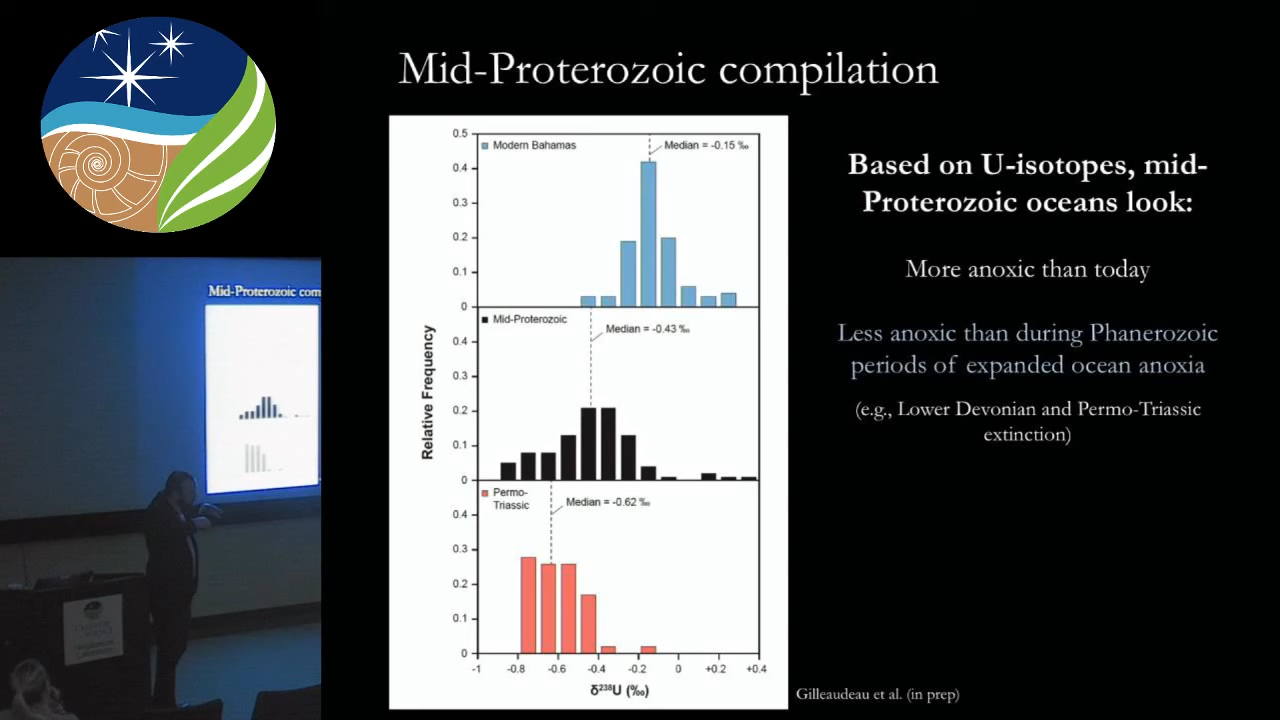 Mid-Proterozoic compilation
0.5
Modern Bahamas
Median = -0.15 ‰
0.4
0.3
0.2
0.1
0
Mid-Proterozoic
Median = -0.43 ‰
0.4
0.3
0.2
0.1
0
Permo-
Triassic
Median = -0.62 ‰
0.4
0.3
0.2
0.1
0
Relative Frequency
-1 -0.8 -0.6 -0.4 -0.2 0 +0.2 +0.4
δ²³⁸U (‰)
Based on U-isotopes, mid-
Proterozoic oceans look:
More anoxic than today
Less anoxic than during Phanerozoic
periods of expanded ocean anoxia
(e.g., Lower Devonian and Permo-Triassic
extinction)
Gilleaudeau et al. (in prep)
Mid-Proterozoic com